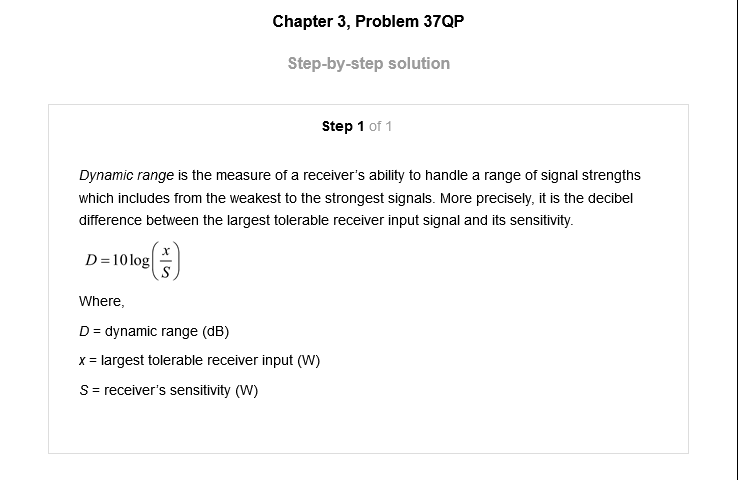 Chapter 3, Problem 37QP
Step-by-step solution
Step 1 of 1
Dynamic range is the measure of a receiver's ability to handle a range of signal strengths
which includes from the weakest to the strongest signals. More precisely, it is the decibel
difference between the largest tolerable receiver input signal and its sensitivity.
D = 10 log(x/S)
Where,
D = dynamic range (dB)
x = largest tolerable receiver input (W)
S = receiver's sensitivity (W)